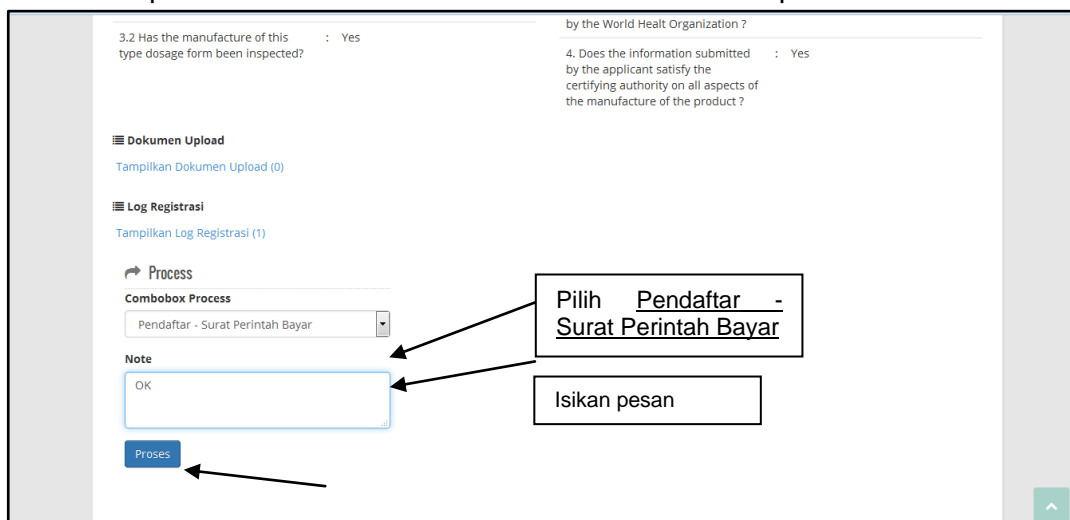 by the World Healt Organization ?
3.2 Has the manufacture of this : Yes
type dosage form been inspected?
4. Does the information submitted : Yes
by the applicant satisfy the
certifying authority on all aspects of
the manufacture of the product ?
Dokumen Upload
Tampilkan Dokumen Upload (0)
Log Registrasi
Tampilkan Log Registrasi (1)
Process
Combobox Process
Pendaftar - Surat Perintah Bayar
Note
OK
Proses
Pilih Pendaftar -
Surat Perintah Bayar
Isikan pesan